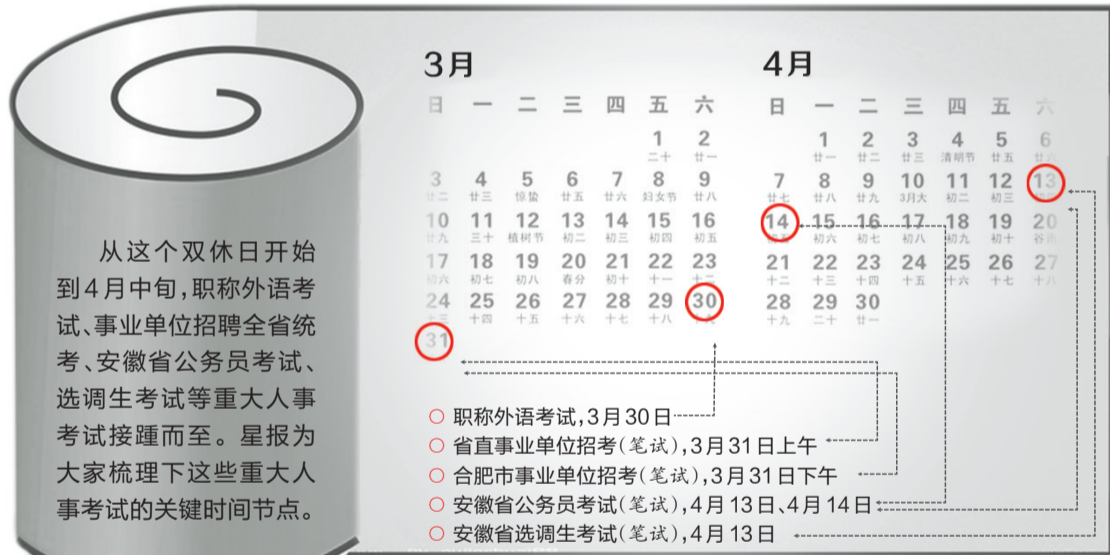 从这个双休日开始
到4月中旬,职称外语考
试、事业单位招聘全省统
考、安徽省公务员考试、
选调生考试等重大人事
考试接踵而至。星报为
大家梳理下这些重大人
事考试的关键时间节点。
3月
日 一 二 三 四 五 六
1 2
二十 廿一
3 4 5 6 7 8 9
廿二 廿三 惊蛰 廿五 廿六 妇女节 廿八
10 11 12 13 14 15 16
廿九 三十 植树节 初二 初三 初四 初五
17 18 19 20 21 22 23
初六 初七 初八 春分 初十 十一 十二
24 25 26 27 28 29 30
十三 十四 十五 十六 十七 十八 十九
31
4月
日 一 二 三 四 五 六
1 2 3 4 5 6
廿一 廿二 廿三 清明节 廿五 廿六
7 8 9 10 11 12 13
廿七 廿八 廿九 3月大 初二 初三
14 15 16 17 18 19 20
初五 初六 初七 初八 初九 初十 谷雨
21 22 23 24 25 26 27
十二 十三 十四 十五 十六 十七 十八
28 29 30
十九 二十 廿一
职称外语考试,3月30日
省直事业单位招考(笔试),3月31日上午
合肥市事业单位招考(笔试),3月31日下午
安徽省公务员考试(笔试),4月13日、4月14日
安徽省选调生考试(笔试),4月13日